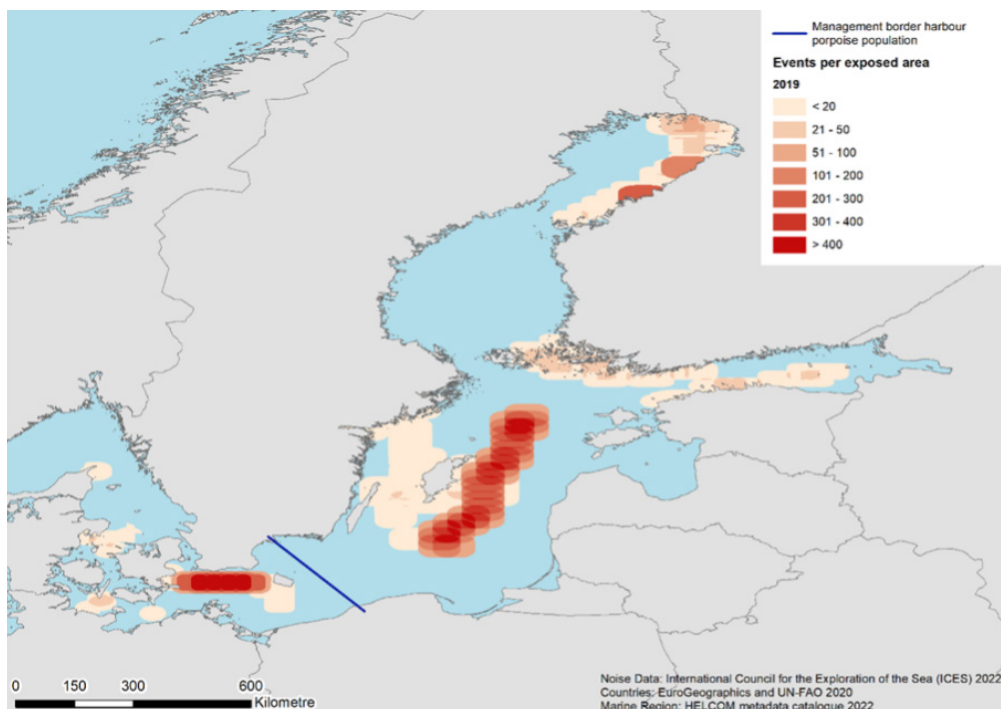 Management border harbour
porpoise population
Events per exposed area
2019
< 20
21 - 50
51 - 100
101 - 200
201 - 300
301 - 400
> 400
0 150 300 600
Kilometre
Noise Data: International Council for the Exploration of the Sea (ICES) 2022
Countries: EuroGeographics and UN-FAO 2020
Marine Region: HELCOM metadata catalogue 2022